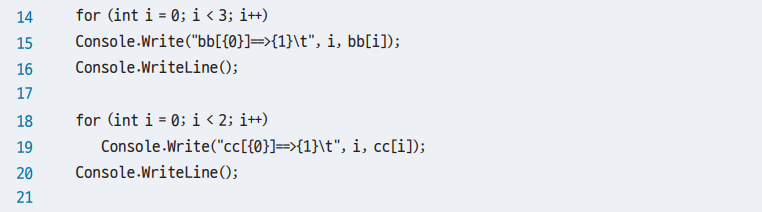 14 for (int i = 0; i < 3; i++)
15 Console.Write("bb[{0}]==>{1}\t", i, bb[i]);
16 Console.WriteLine();
17
18 for (int i = 0; i < 2; i++)
19 Console.Write("cc[{0}]==>{1}\t", i, cc[i]);
20 Console.WriteLine();
21